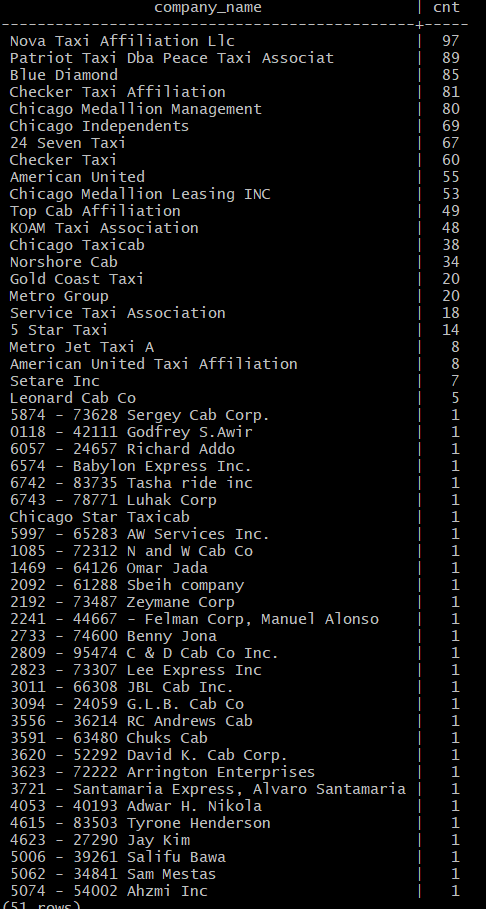 company_name | cnt
-----------------------------------------------+-----
Nova Taxi Affiliation Llc | 97
Patriot Taxi Dba Peace Taxi Associat | 89
Blue Diamond | 85
Checker Taxi Affiliation | 81
Chicago Medallion Management | 80
Chicago Independents | 69
24 Seven Taxi | 67
Checker Taxi | 60
American United | 55
Chicago Medallion Leasing INC | 53
Top Cab Affiliation | 49
KOAM Taxi Association | 48
Chicago Taxicab | 38
Norshore Cab | 34
Gold Coast Taxi | 20
Metro Group | 20
Service Taxi Association | 18
5 Star Taxi | 14
Metro Jet Taxi A | 8
American United Taxi Affiliation | 8
Setare Inc | 7
Leonard Cab Co | 5
5874 - 73628 Sergey Cab Corp. | 1
0118 - 42111 Godfrey S.Awir | 1
6057 - 24657 Richard Addo | 1
6574 - Babylon Express Inc. | 1
6742 - 83735 Tasha ride inc | 1
6743 - 78771 Luhak Corp | 1
Chicago Star Taxicab | 1
5997 - 65283 AW Services Inc. | 1
1085 - 72312 N and W Cab Co | 1
1469 - 64126 Omar Jada | 1
2092 - 61288 Sbeih company | 1
2192 - 73487 Zeymane Corp | 1
2241 - 44667 - Felman Corp, Manuel Alonso | 1
2733 - 74600 Benny Jona | 1
2809 - 95474 C & D Cab Co Inc. | 1
2823 - 73307 Lee Express Inc | 1
3011 - 66308 JBL Cab Inc. | 1
3094 - 24059 G.L.B. Cab Co | 1
3556 - 36214 RC Andrews Cab | 1
3591 - 63480 Chuks Cab | 1
3620 - 52292 David K. Cab Corp. | 1
3623 - 72222 Arrington Enterprises | 1
3721 - Santamaria Express, Alvaro Santamaria | 1
4053 - 40193 Adwar H. Nikola | 1
4615 - 83503 Tyrone Henderson | 1
4623 - 27290 Jay Kim | 1
5006 - 39261 Salifu Bawa | 1
5062 - 34841 Sam Mestas | 1
5074 - 54002 Ahzmi Inc | 1
(51 rows)